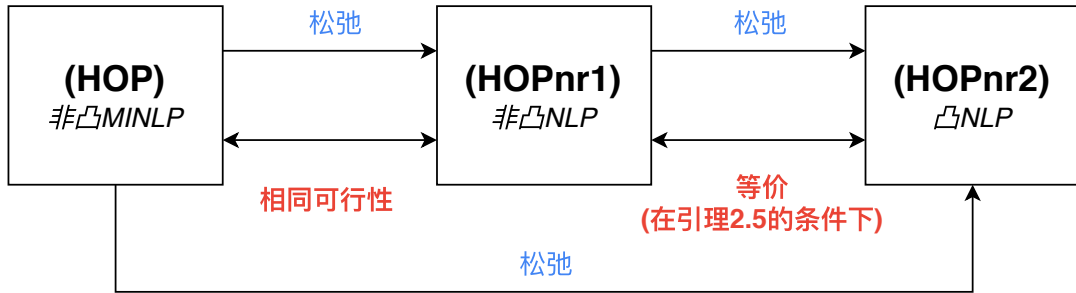 松弛
松弛
(HOP)
非凸MINLP
(HOPnr1)
非凸NLP
(HOPnr2)
凸NLP
相同可行性
等价
(在引理2.5的条件下)
松弛